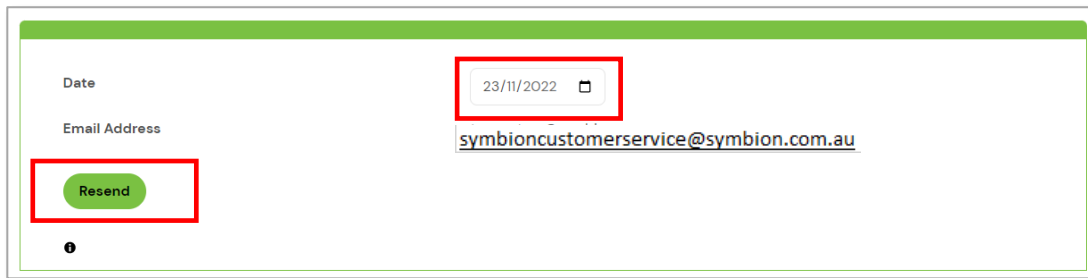 Date
23/11/2022
Email Address
symbioncustomerservice@symbion.com.au
Resend